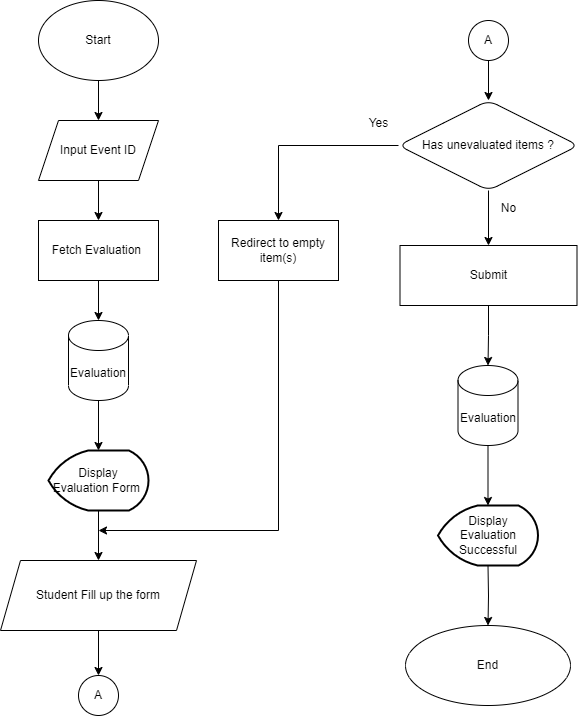 Start
Input Event ID
Fetch Evaluation
Evaluation
Display
Evaluation Form
Student Fill up the form
A
A
Has unevaluated items ?
Yes
No
Redirect to empty
item(s)
Submit
Evaluation
Display
Evaluation
Successful
End